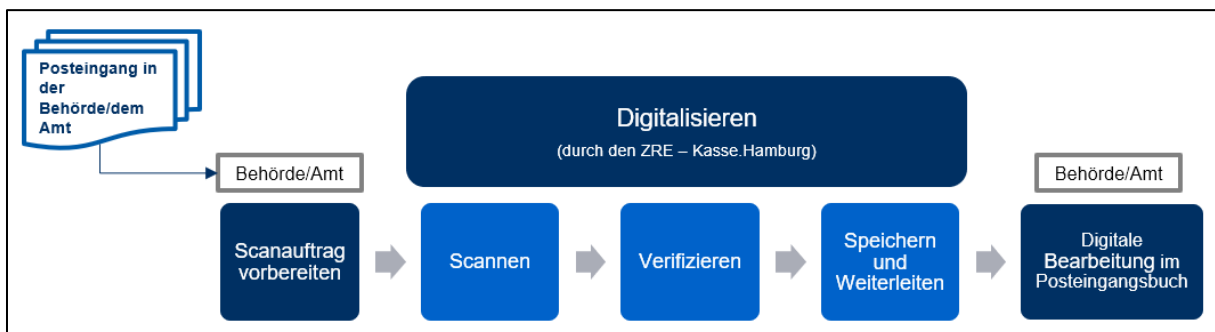 Posteingang in
der
Behörde/dem
Amt
Digitalisieren
(durch den ZRE – Kasse.Hamburg)
Behörde/Amt
Behörde/Amt
Scanauftrag
vorbereiten
Scannen
Verifizieren
Speichern
und
Weiterleiten
Digitale
Bearbeitung im
Posteingangsbuch